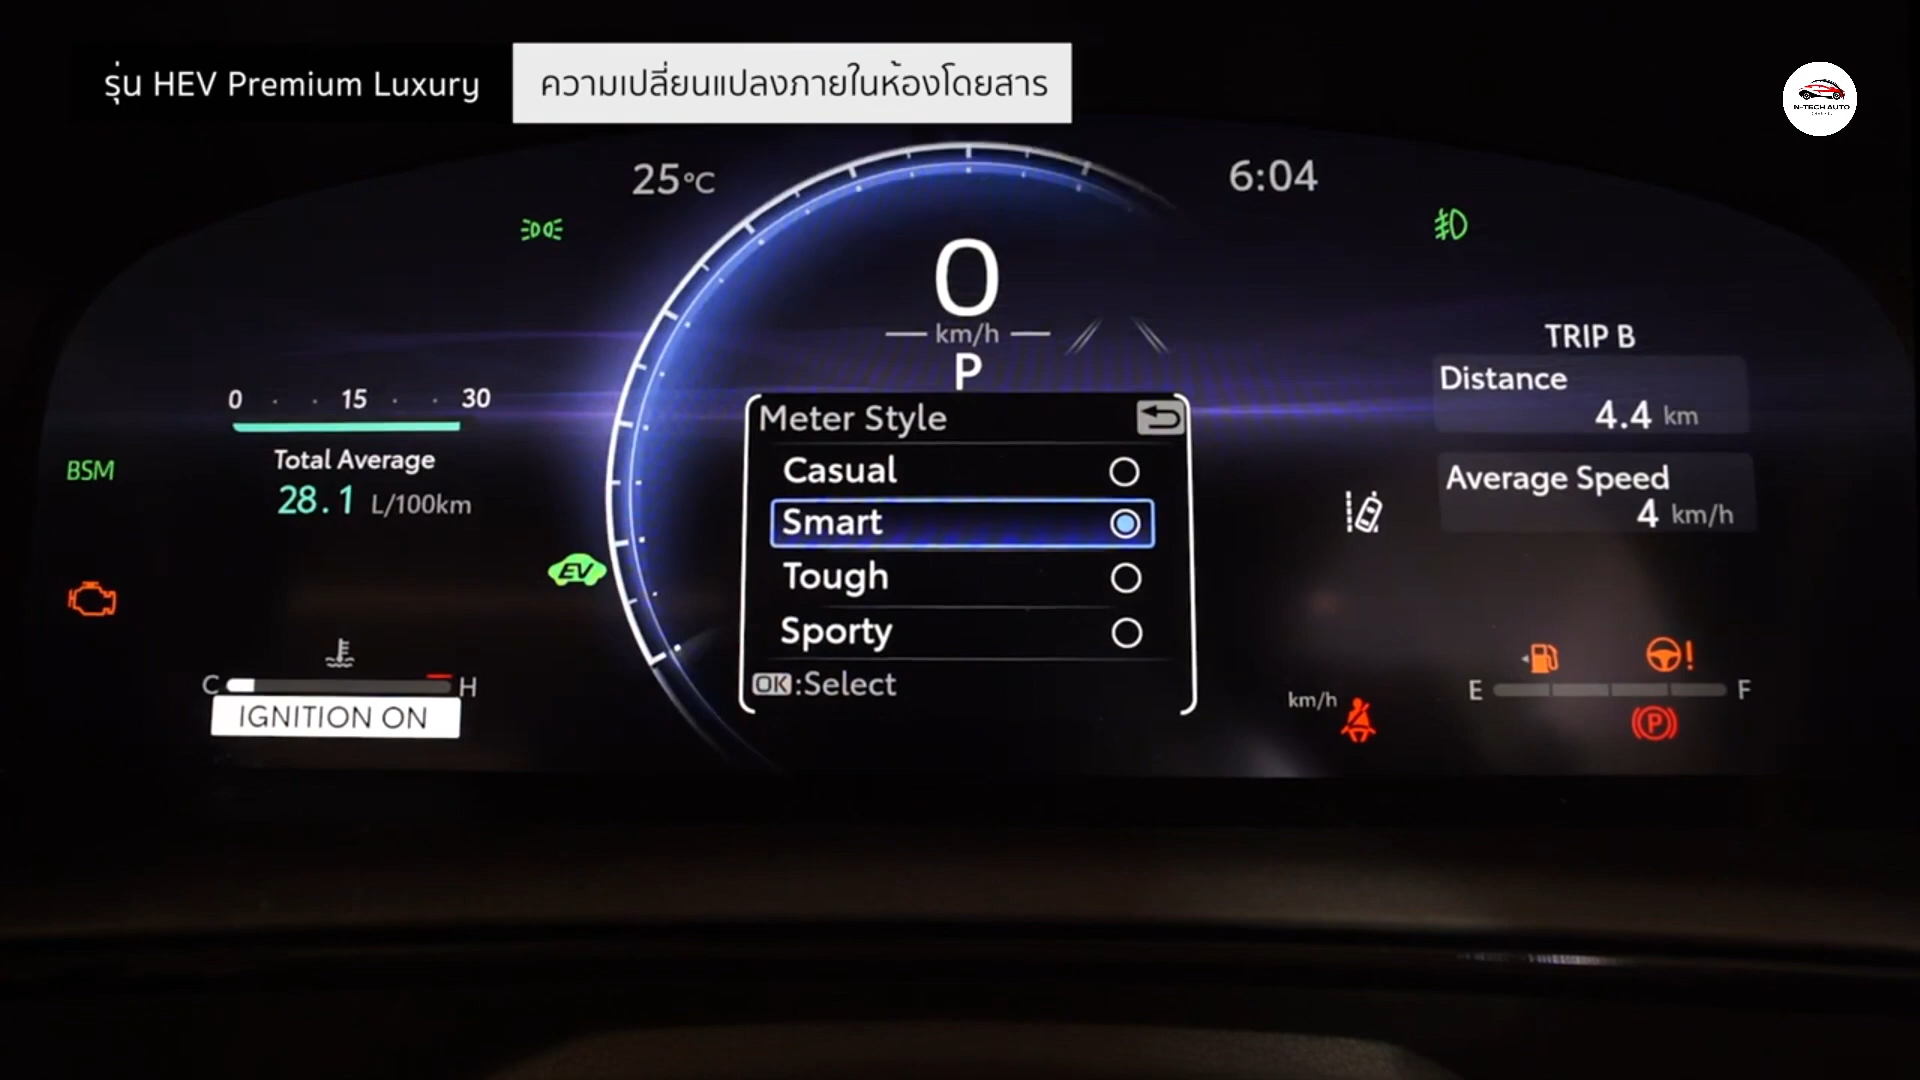 รุ่น HEV Premium Luxury
ความเปลี่ยนแปลงภายในห้องโดยสาร
N-TECH AUTO
25°C
6:04
0
km/h
P
TRIP B
Distance
4.4 km
Average Speed
4 km/h
0 15 30
Total Average
28.1 L/100km
BSM
EV
Meter Style
Casual
Smart
Tough
Sporty
OK:Select
C H
IGNITION ON
km/h
E F
P